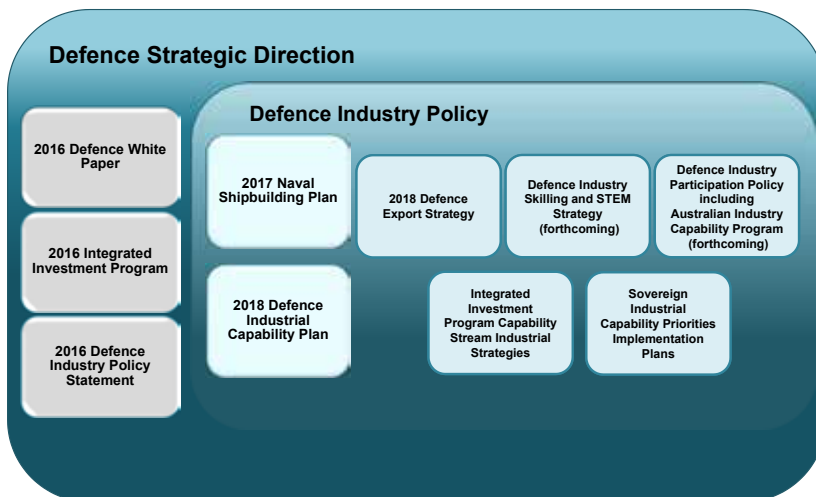 Defence Strategic Direction
2016 Defence White
Paper
2016 Integrated
Investment Program
2016 Defence
Industry Policy
Statement
Defence Industry Policy
2017 Naval
Shipbuilding Plan
2018 Defence
Export Strategy
Defence Industry
Skilling and STEM
Strategy
(forthcoming)
Defence Industry
Participation Policy
including
Australian Industry
Capability Program
(forthcoming)
2018 Defence
Industrial
Capability Plan
Integrated
Investment
Program Capability
Stream Industrial
Strategies
Sovereign
Industrial
Capability Priorities
Implementation
Plans